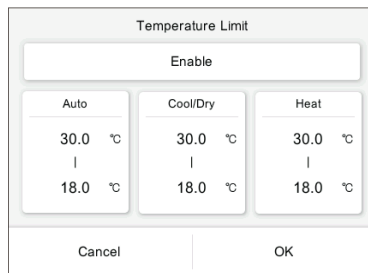 Temperature Limit
Enable
Auto Cool/Dry Heat
30.0 ℃ 30.0 ℃ 30.0 ℃
| | |
18.0 ℃ 18.0 ℃ 18.0 ℃
Cancel OK